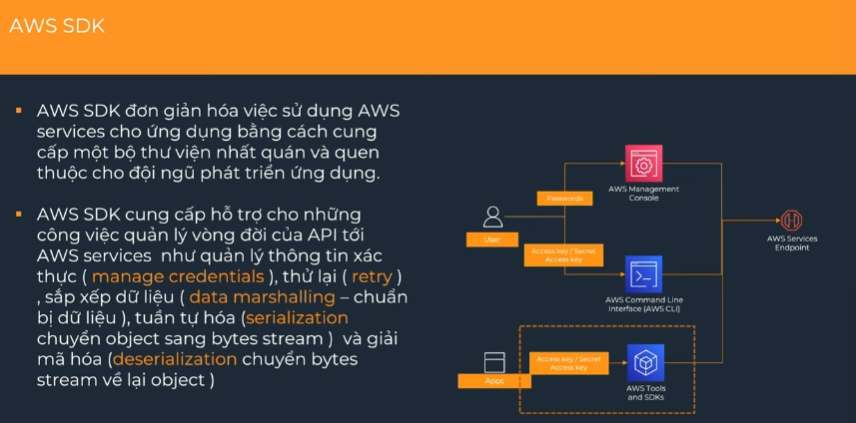 AWS SDK
▪ AWS SDK đơn giản hóa việc sử dụng AWS
services cho ứng dụng bằng cách cung
cấp một bộ thư viện nhất quán và quen
thuộc cho đội ngũ phát triển ứng dụng.
▪ AWS SDK cung cấp hỗ trợ cho những
công việc quản lý vòng đời của API tới
AWS services như quản lý thông tin xác
thực ( manage credentials ), thử lại ( retry )
, sắp xếp dữ liệu ( data marshalling – chuẩn
bị dữ liệu ), tuần tự hóa (serialization
chuyển object sang bytes stream ) và giải
mã hóa (deserialization chuyển bytes
stream về lại object )
User
Passwords
Access key / Secret
Access key
AWS Management
Console
AWS Command Line
Interface (AWS CLI)
AWS Services
Endpoint
Apps
Access key / Secret
Access key
AWS Tools
and SDKs